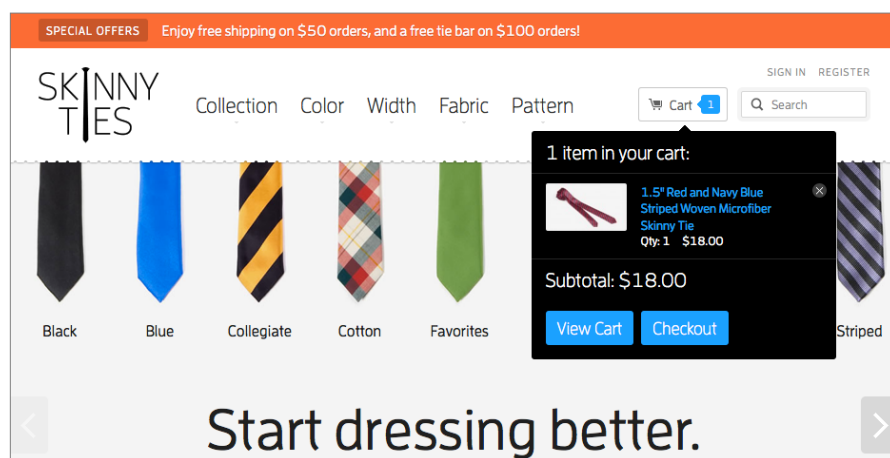 SPECIAL OFFERS Enjoy free shipping on $50 orders, and a free tie bar on $100 orders!
SIGN IN REGISTER
SKINNY
TIES
Collection Color Width Fabric Pattern
Cart 1
Search
1 item in your cart:
1.5" Red and Navy Blue
Striped Woven Microfiber
Skinny Tie
Qty: 1 $18.00
Subtotal: $18.00
View Cart Checkout
Black Blue Collegiate Cotton Favorites Striped
Start dressing better.